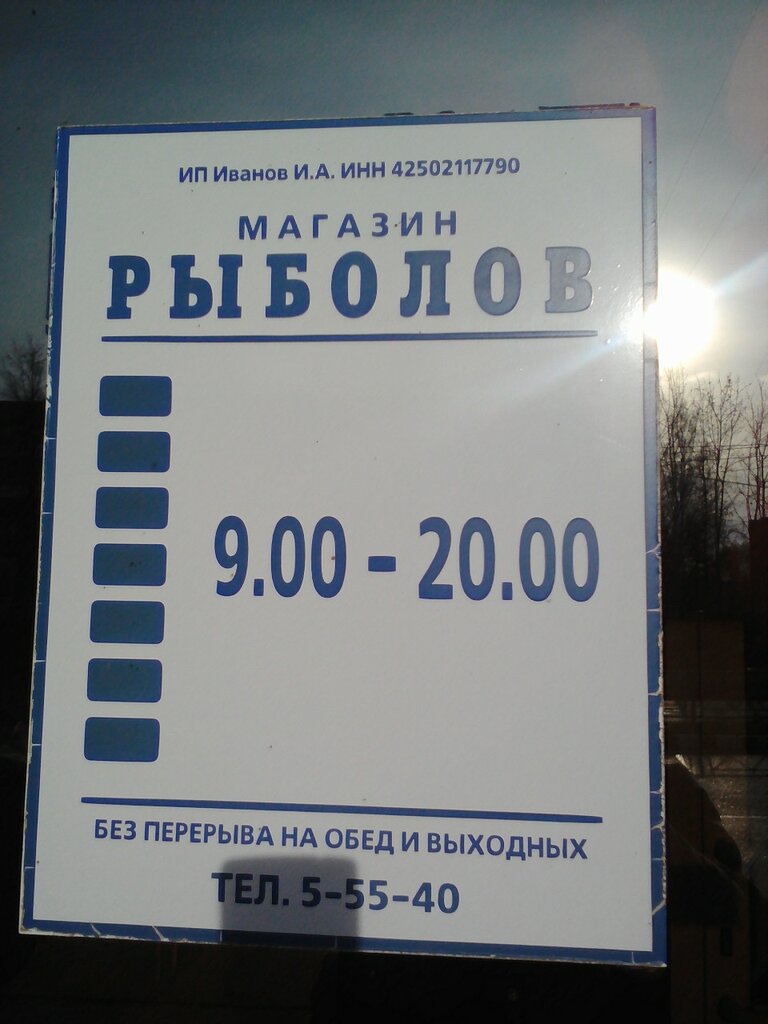 ИП Иванов И.А. ИНН 42502117790
МАГАЗИН
РЫБОЛОВ
9.00 - 20.00
БЕЗ ПЕРЕРЫВА НА ОБЕД И ВЫХОДНЫХ
ТЕЛ. 5-55-40